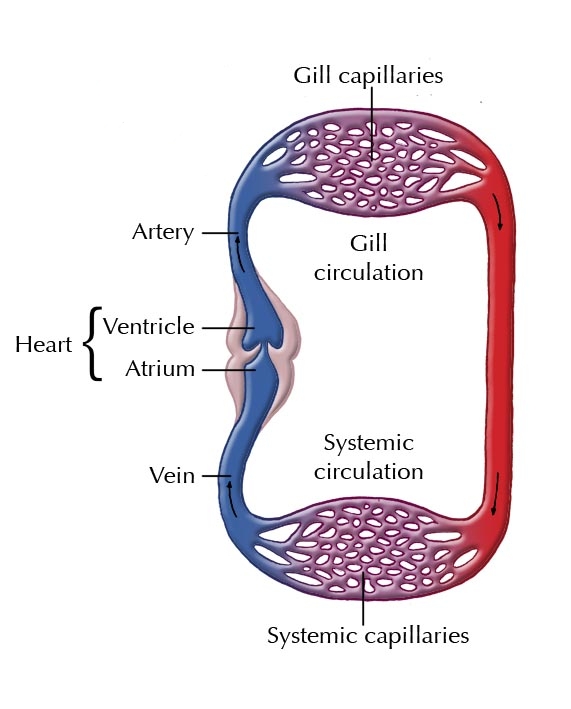 Gill capillaries
Artery
Gill
circulation
Heart
Ventricle
Atrium
Systemic
circulation
Vein
Systemic capillaries